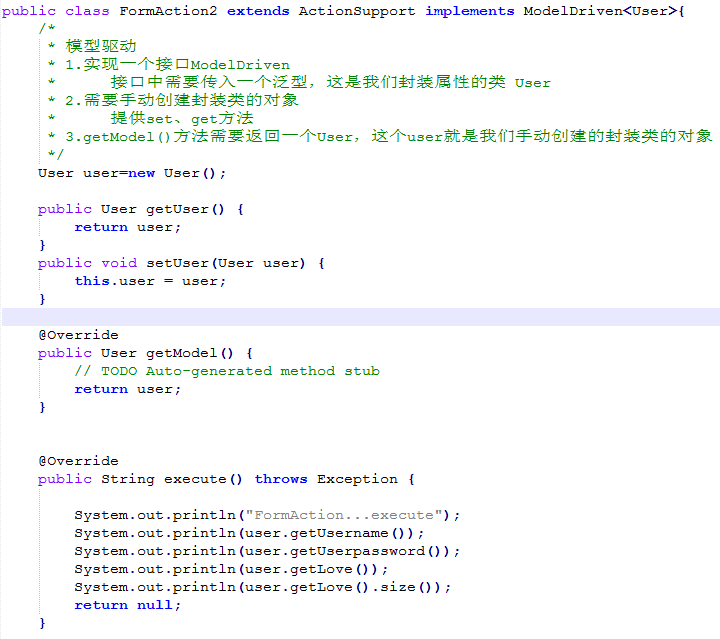 public class FormAction2 extends ActionSupport implements ModelDriven<User>{
/*
* 模型驱动
* 1.实现一个接口ModelDriven
* 接口中需要传入一个泛型，这是我们封装属性的类 User
* 2.需要手动创建封装类的对象
* 提供set、get方法
* 3.getModel()方法需要返回一个User，这个user就是我们手动创建的封装类的对象
*/
User user=new User();
public User getUser() {
return user;
}
public void setUser(User user) {
this.user = user;
}
@Override
public User getModel() {
// TODO Auto-generated method stub
return user;
}
@Override
public String execute() throws Exception {
System.out.println("FormAction...execute");
System.out.println(user.getUsername());
System.out.println(user.getUserpassword());
System.out.println(user.getLove());
System.out.println(user.getLove().size());
return null;
}